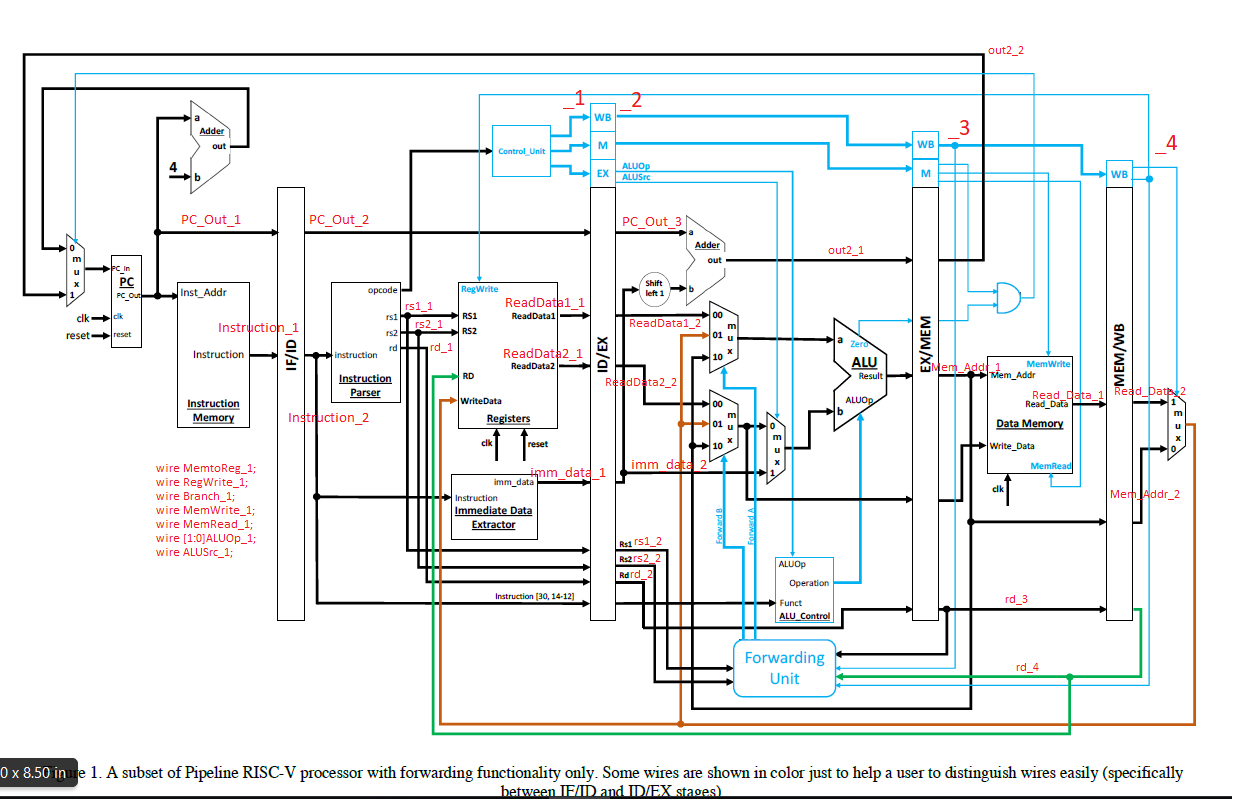 out2_2
_1
_2
_3
_4
WB
M
EX
Control_Unit
ALUOp
ALUSrc
WB
M
WB
a
Adder
out
4
b
PC_Out_1
PC_Out_2
PC_Out_3
a
Adder
out
b
Shift
left 1
out2_1
0
m
u
x
1
PC_In
PC
PC_Out
clk
reset
clk
reset
Inst_Addr
Instruction_1
Instruction
Instruction
Memory
IF/ID
Instruction_2
opcode
rs1
rs2
rd
Instruction
Instruction
Parser
rs1_1
rs2_1
rd_1
RegWrite
RS1
RS2
RD
WriteData
ReadData1
ReadData2
Registers
clk
reset
ReadData1_1
ReadData2_1
ID/EX
ReadData1_2
ReadData2_2
00
01
10
m
u
x
00
01
10
m
u
x
0
m
u
x
1
a
Zero
ALU
Result
ALUOp
b
EX/MEM
Mem_Addr_1
MemWrite
Mem_Addr
Read_Data_1
Read_Data
Data Memory
Write_Data
MemRead
clk
MEM/WB
Read_Data_2
1
m
u
x
0
Mem_Addr_2
wire MemtoReg_1;
wire RegWrite_1;
wire Branch_1;
wire MemWrite_1;
wire MemRead_1;
wire [1:0]ALUOp_1;
wire ALUSrc_1;
imm_data_1
imm_data_2
imm_data
Instruction
Immediate Data
Extractor
Forward B
Forward A
Rs1 rs1_2
Rs2 rs2_2
Rd rd_2
Instruction [30, 14-12]
ALUOp
Operation
Funct
ALU_Control
rd_3
Forwarding
Unit
rd_4
0 x 8.50 in
Figure 1. A subset of Pipeline RISC-V processor with forwarding functionality only. Some wires are shown in color just to help a user to distinguish wires easily (specifically
between IF/ID and ID/EX stages)